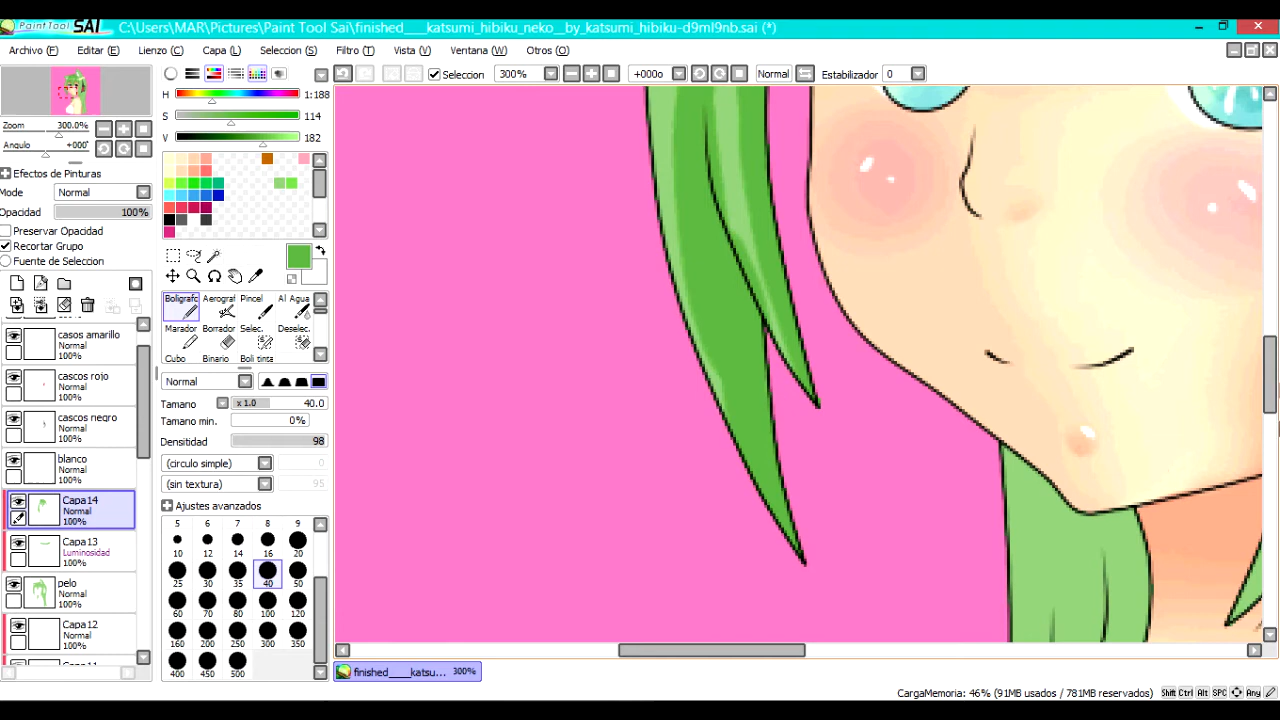 PaintTool SAI C:\Users\MAR\Pictures\Paint Tool Sai\finished___katsumi_hibiku_neko__by_katsumi_hibiku-d9ml9nb.sai (*)
Archivo (F) Editar (E) Lienzo (C) Capa (L) Seleccion (S) Filtro (T) Vista (V) Ventana (W) Otros (O)
Seleccion 300% +000o Normal Estabilizador 0
H 1:188
S 114
V 182
Zoom 300.0%
Angulo +000°
Efectos de Pinturas
Mode Normal
Opacidad 100%
Preservar Opacidad
Recortar Grupo
Fuente de Seleccion
casos amarillo
Normal
100%
cascos rojo
Normal
100%
cascos negro
Normal
100%
blanco
Normal
100%
Capa14
Normal
100%
Capa13
Luminosidad
100%
pelo
Normal
100%
Capa12
Normal
100%
Capa11
Boligrafo Aerograf Pincel Al Agua
Marador Borrador Selec. Deselec.
Cubo Binario Boli tinta
Normal
Tamano x 1.0 40.0
Tamano min. 0%
Densitidad 98
(circulo simple) 0
(sin textura) 95
Ajustes avanzados
5 6 7 8 9
10 12 14 16 20
25 30 35 40 50
60 70 80 100 120
160 200 250 300 350
400 450 500
finished___katsu... 300%
CargaMemoria: 46% (91MB usados / 781MB reservados) Shift Ctrl Alt SPC Any